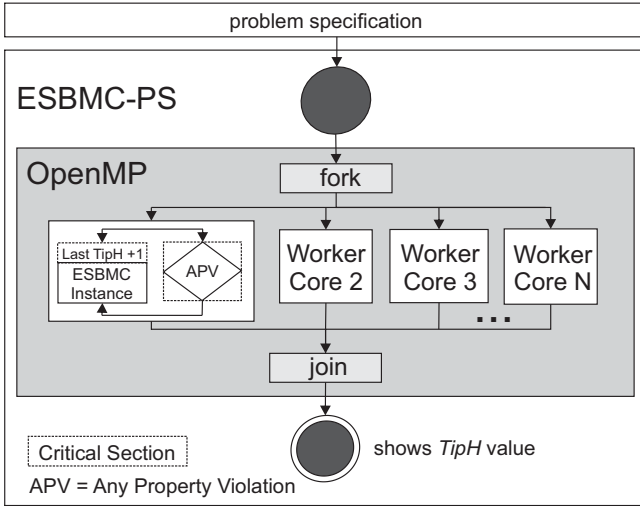 problem specification
ESBMC-PS
OpenMP
fork
Last TipH +1
ESBMC
Instance
APV
Worker
Core 2
Worker
Core 3
Worker
Core N
...
join
shows TipH value
Critical Section
APV = Any Property Violation